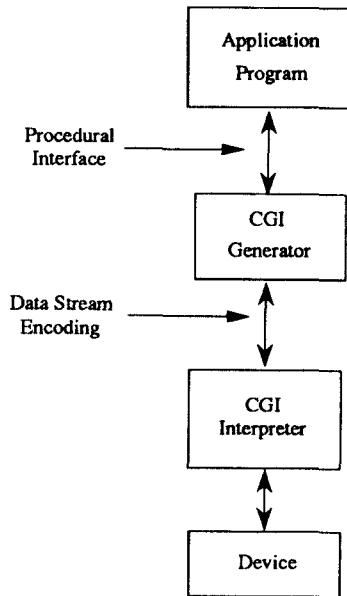 Application
Program
Procedural
Interface
CGI
Generator
Data Stream
Encoding
CGI
Interpreter
Device